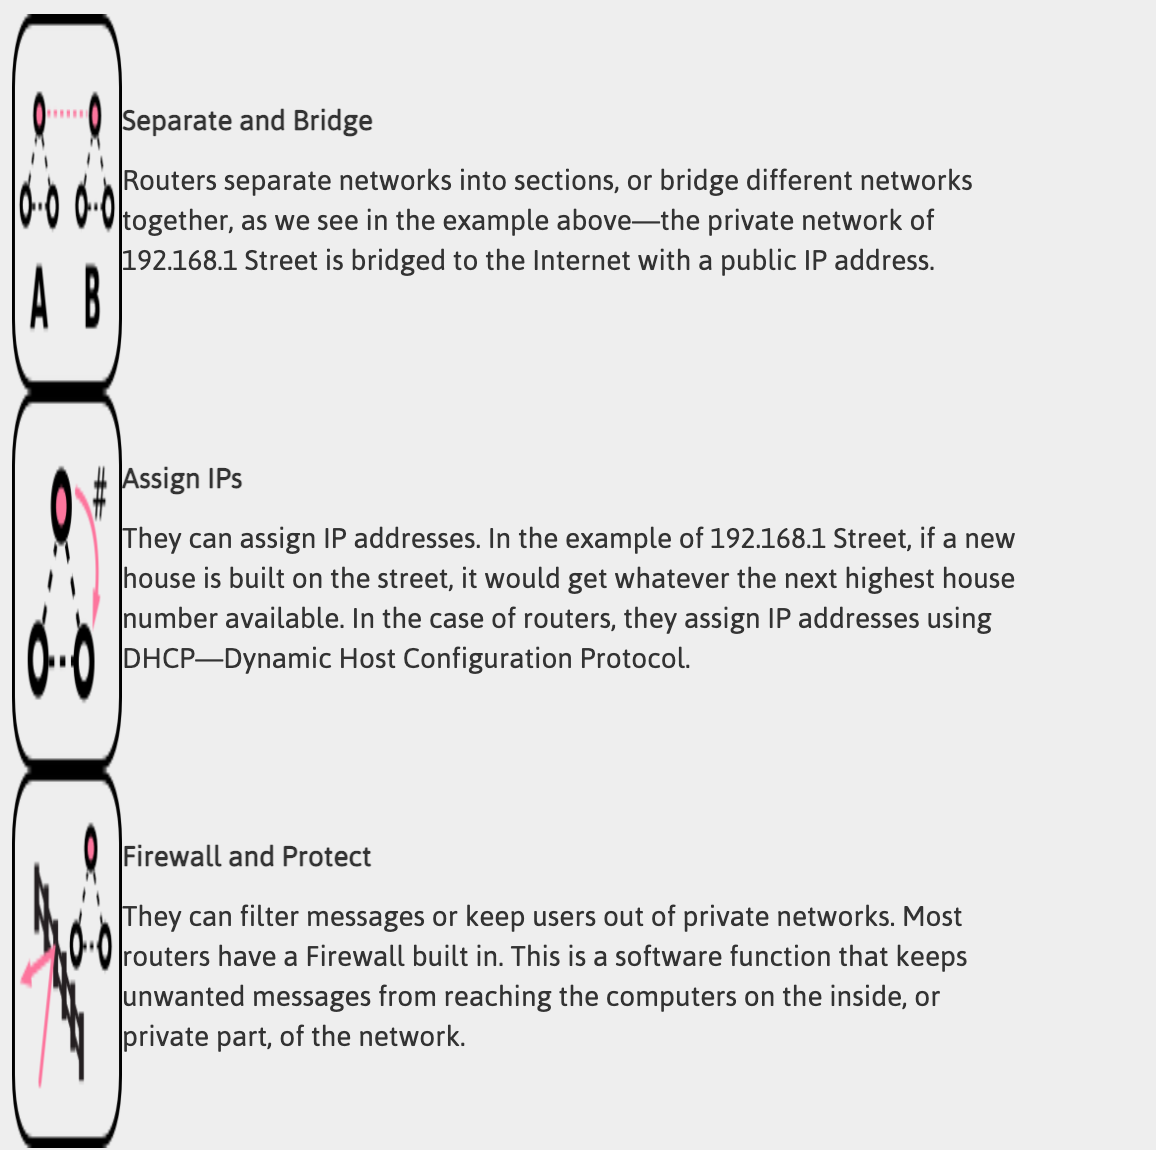 A B
Separate and Bridge
Routers separate networks into sections, or bridge different networks
together, as we see in the example above—the private network of
192.168.1 Street is bridged to the Internet with a public IP address.
#
Assign IPs
They can assign IP addresses. In the example of 192.168.1 Street, if a new
house is built on the street, it would get whatever the next highest house
number available. In the case of routers, they assign IP addresses using
DHCP—Dynamic Host Configuration Protocol.
Firewall and Protect
They can filter messages or keep users out of private networks. Most
routers have a Firewall built in. This is a software function that keeps
unwanted messages from reaching the computers on the inside, or
private part, of the network.